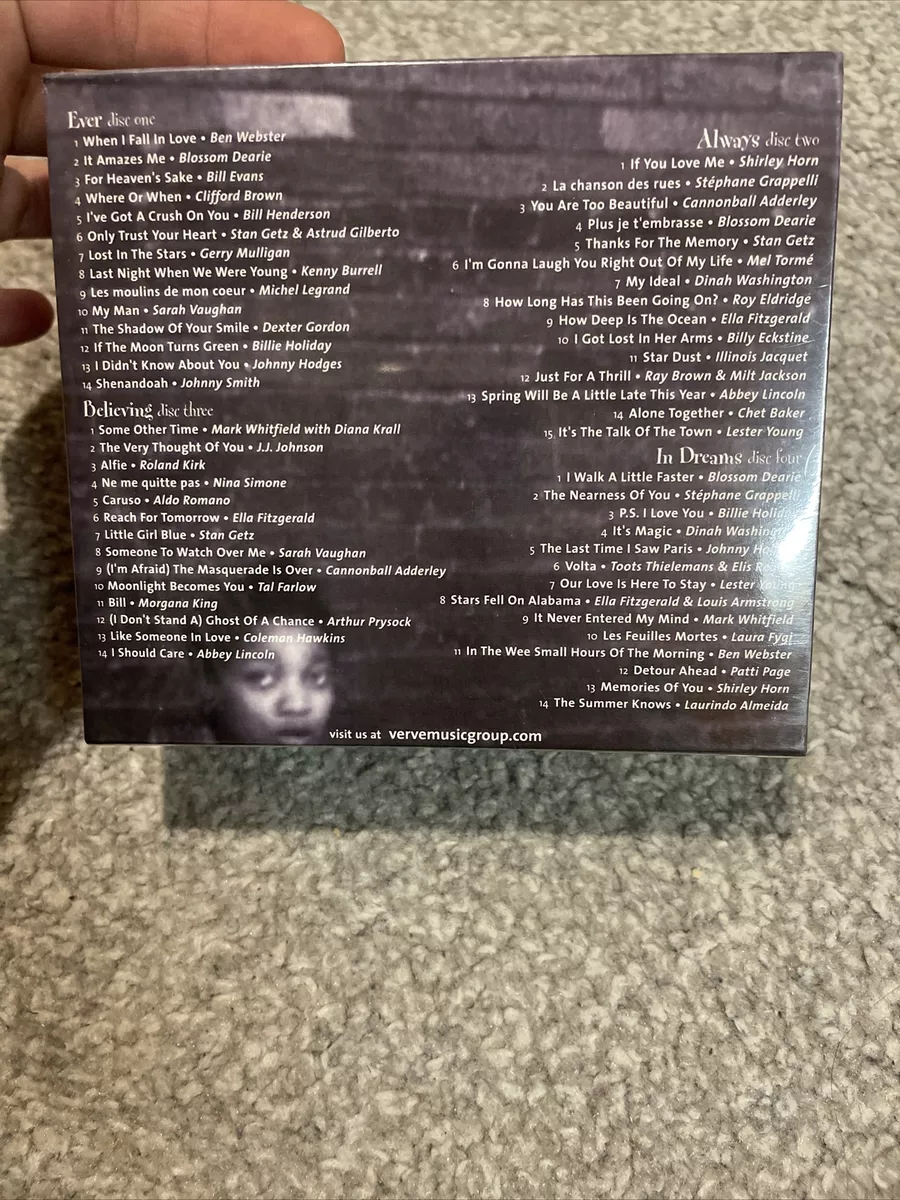 Ever disc one
1 When I Fall In Love • Ben Webster
2 It Amazes Me • Blossom Dearie
3 For Heaven's Sake • Bill Evans
4 Where Or When • Clifford Brown
5 I've Got A Crush On You • Bill Henderson
6 Only Trust Your Heart • Stan Getz & Astrud Gilberto
7 Lost In The Stars • Gerry Mulligan
8 Last Night When We Were Young • Kenny Burrell
9 Les moulins de mon coeur • Michel Legrand
10 My Man • Sarah Vaughan
11 The Shadow Of Your Smile • Dexter Gordon
12 If The Moon Turns Green • Billie Holiday
13 I Didn't Know About You • Johnny Hodges
14 Shenandoah • Johnny Smith
Always disc two
1 If You Love Me • Shirley Horn
2 La chanson des rues • Stéphane Grappelli
3 You Are Too Beautiful • Cannonball Adderley
4 Plus je t'embrasse • Blossom Dearie
5 Thanks For The Memory • Stan Getz
6 I'm Gonna Laugh You Right Out Of My Life • Mel Tormé
7 My Ideal • Dinah Washington
8 How Long Has This Been Going On? • Roy Eldridge
9 How Deep Is The Ocean • Ella Fitzgerald
10 I Got Lost In Her Arms • Billy Eckstine
11 Star Dust • Illinois Jacquet
12 Just For A Thrill • Ray Brown & Milt Jackson
13 Spring Will Be A Little Late This Year • Abbey Lincoln
14 Alone Together • Chet Baker
15 It's The Talk Of The Town • Lester Young
Believing disc three
1 Some Other Time • Mark Whitfield with Diana Krall
2 The Very Thought Of You • J.J. Johnson
3 Alfie • Roland Kirk
4 Ne me quitte pas • Nina Simone
5 Caruso • Aldo Romano
6 Reach For Tomorrow • Ella Fitzgerald
7 Little Girl Blue • Stan Getz
8 Someone To Watch Over Me • Sarah Vaughan
9 (I'm Afraid) The Masquerade Is Over • Cannonball Adderley
10 Moonlight Becomes You • Tal Farlow
11 Bill • Morgana King
12 (I Don't Stand A) Ghost Of A Chance • Arthur Prysock
13 Like Someone In Love • Coleman Hawkins
14 I Should Care • Abbey Lincoln
In Dreams disc four
1 I Walk A Little Faster • Blossom Dearie
2 The Nearness Of You • Stéphane Grappelli
3 P.S. I Love You • Billie
4 It's Magic • Dinah
5 The Last Time I Saw Paris • Johnny
6 Volta • Toots Thielemans & Elis
7 Our Love Is Here To Stay • Lester Young
8 Stars Fell On Alabama • Ella Fitzgerald & Louis Armstrong
9 It Never Entered My Mind • Mark Whitfield
10 Les Feuilles Mortes • Laura Fygi
11 In The Wee Small Hours Of The Morning • Ben Webster
12 Detour Ahead • Patti Page
13 Memories Of You • Shirley Horn
14 The Summer Knows • Laurindo Almeida
visit us at vervemusicgroup.com